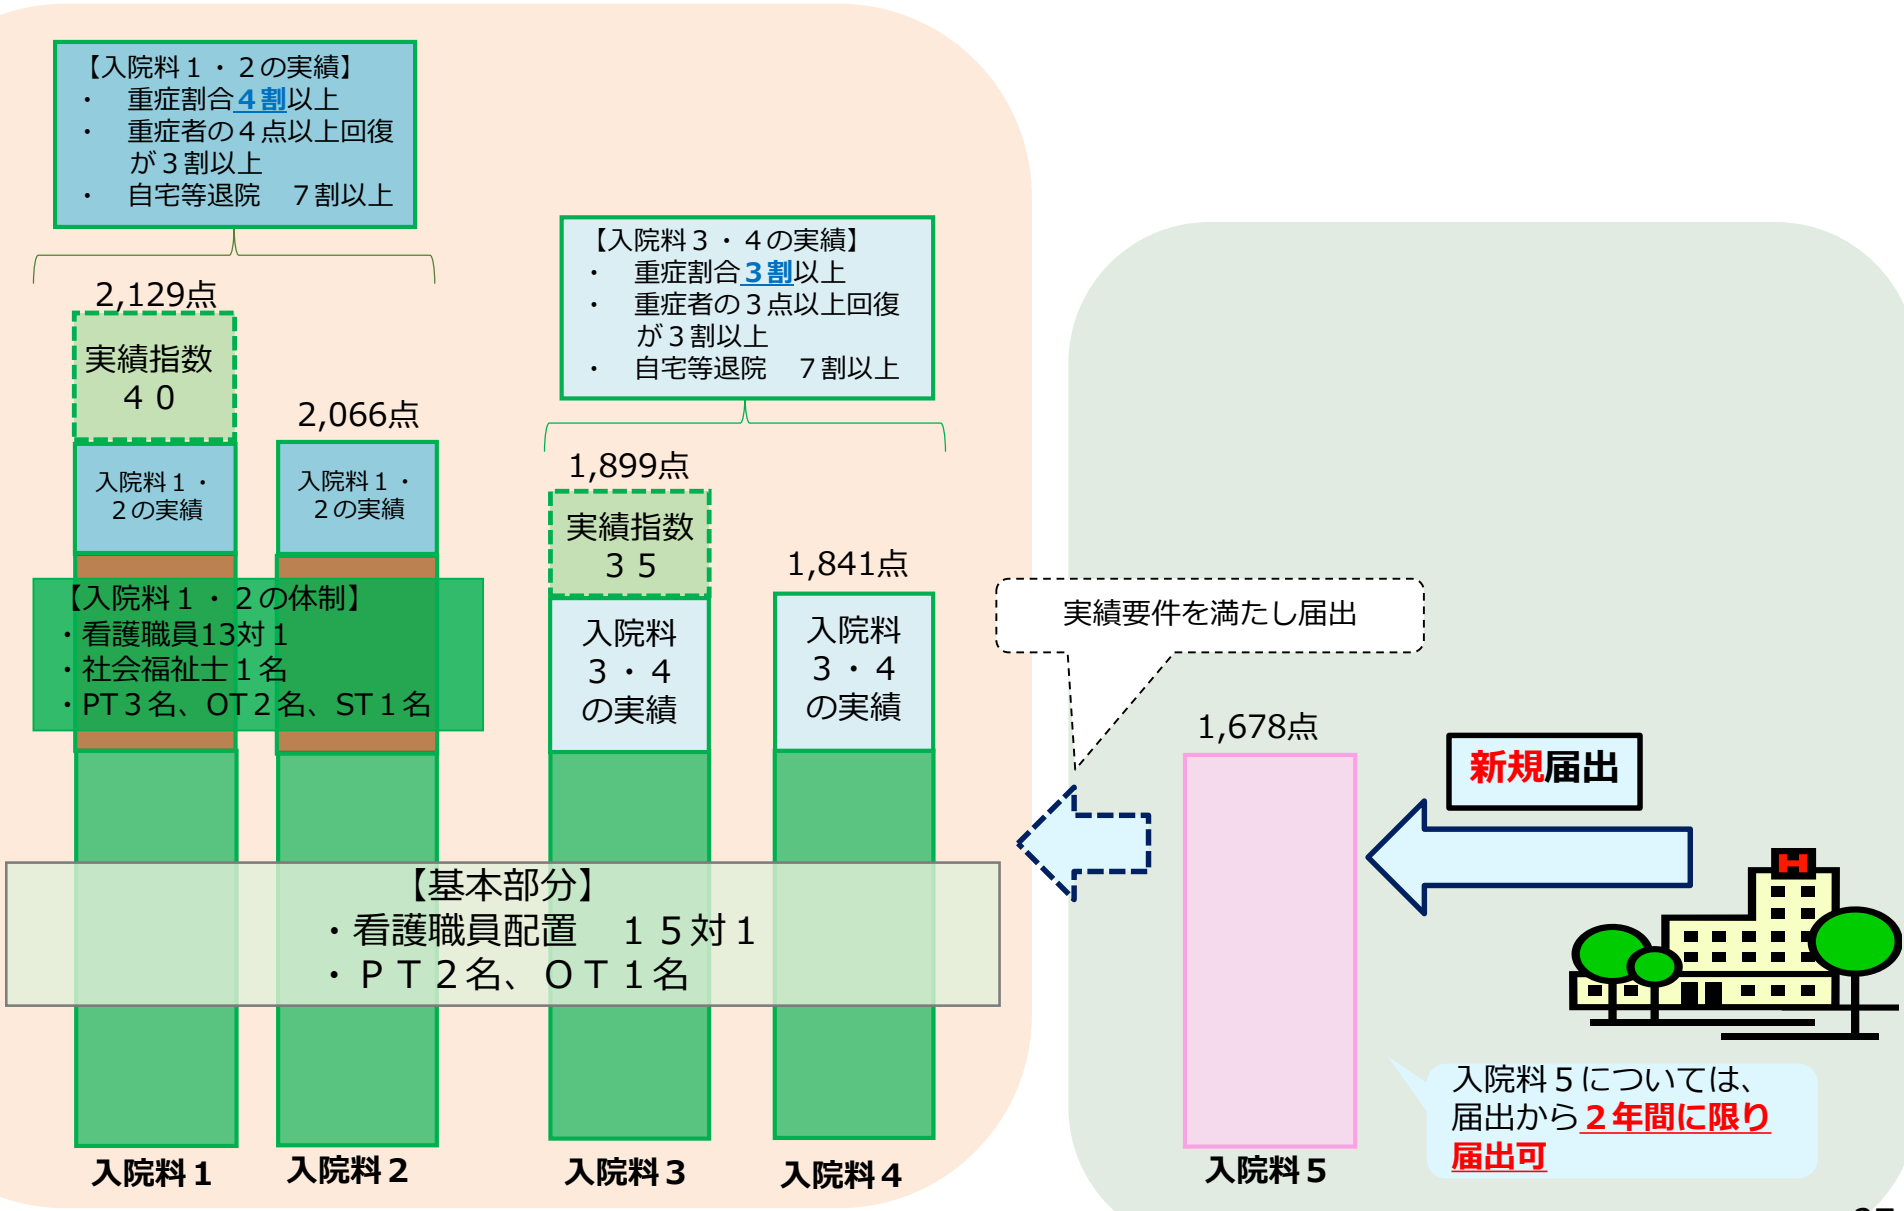 【入院料１・２の実績】
・　重症割合４割以上
・　重症者の４点以上回復
が３割以上
・　自宅等退院　７割以上
2,129点
実績指数
４０
入院料１・
２の実績
2,066点
入院料１・
２の実績
【入院料１・２の体制】
・看護職員13対１
・社会福祉士１名
・PT３名、OT２名、ST１名
【入院料３・４の実績】
・　重症割合３割以上
・　重症者の３点以上回復
が３割以上
・　自宅等退院　７割以上
1,899点
実績指数
３５
入院料
３・４
の実績
1,841点
入院料
３・４
の実績
【基本部分】
・看護職員配置　１５対１
・ＰＴ２名、ＯＴ１名
入院料１
入院料２
入院料３
入院料４
実績要件を満たし届出
1,678点
入院料５
新規届出
H
入院料５については、
届出から２年間に限り
届出可